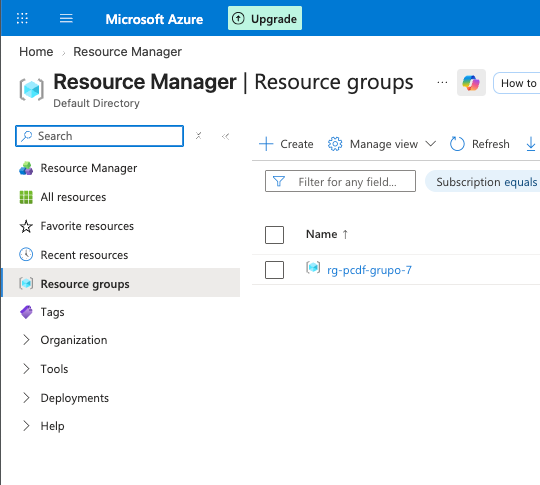 Microsoft Azure
Upgrade
Home > Resource Manager
Resource Manager | Resource groups ...
How to
Default Directory
Search
Resource Manager
All resources
Favorite resources
Recent resources
Resource groups
Tags
Organization
Tools
Deployments
Help
Create
Manage view
Refresh
Filter for any field...
Subscription equals
Name ↑
rg-pcdf-grupo-7